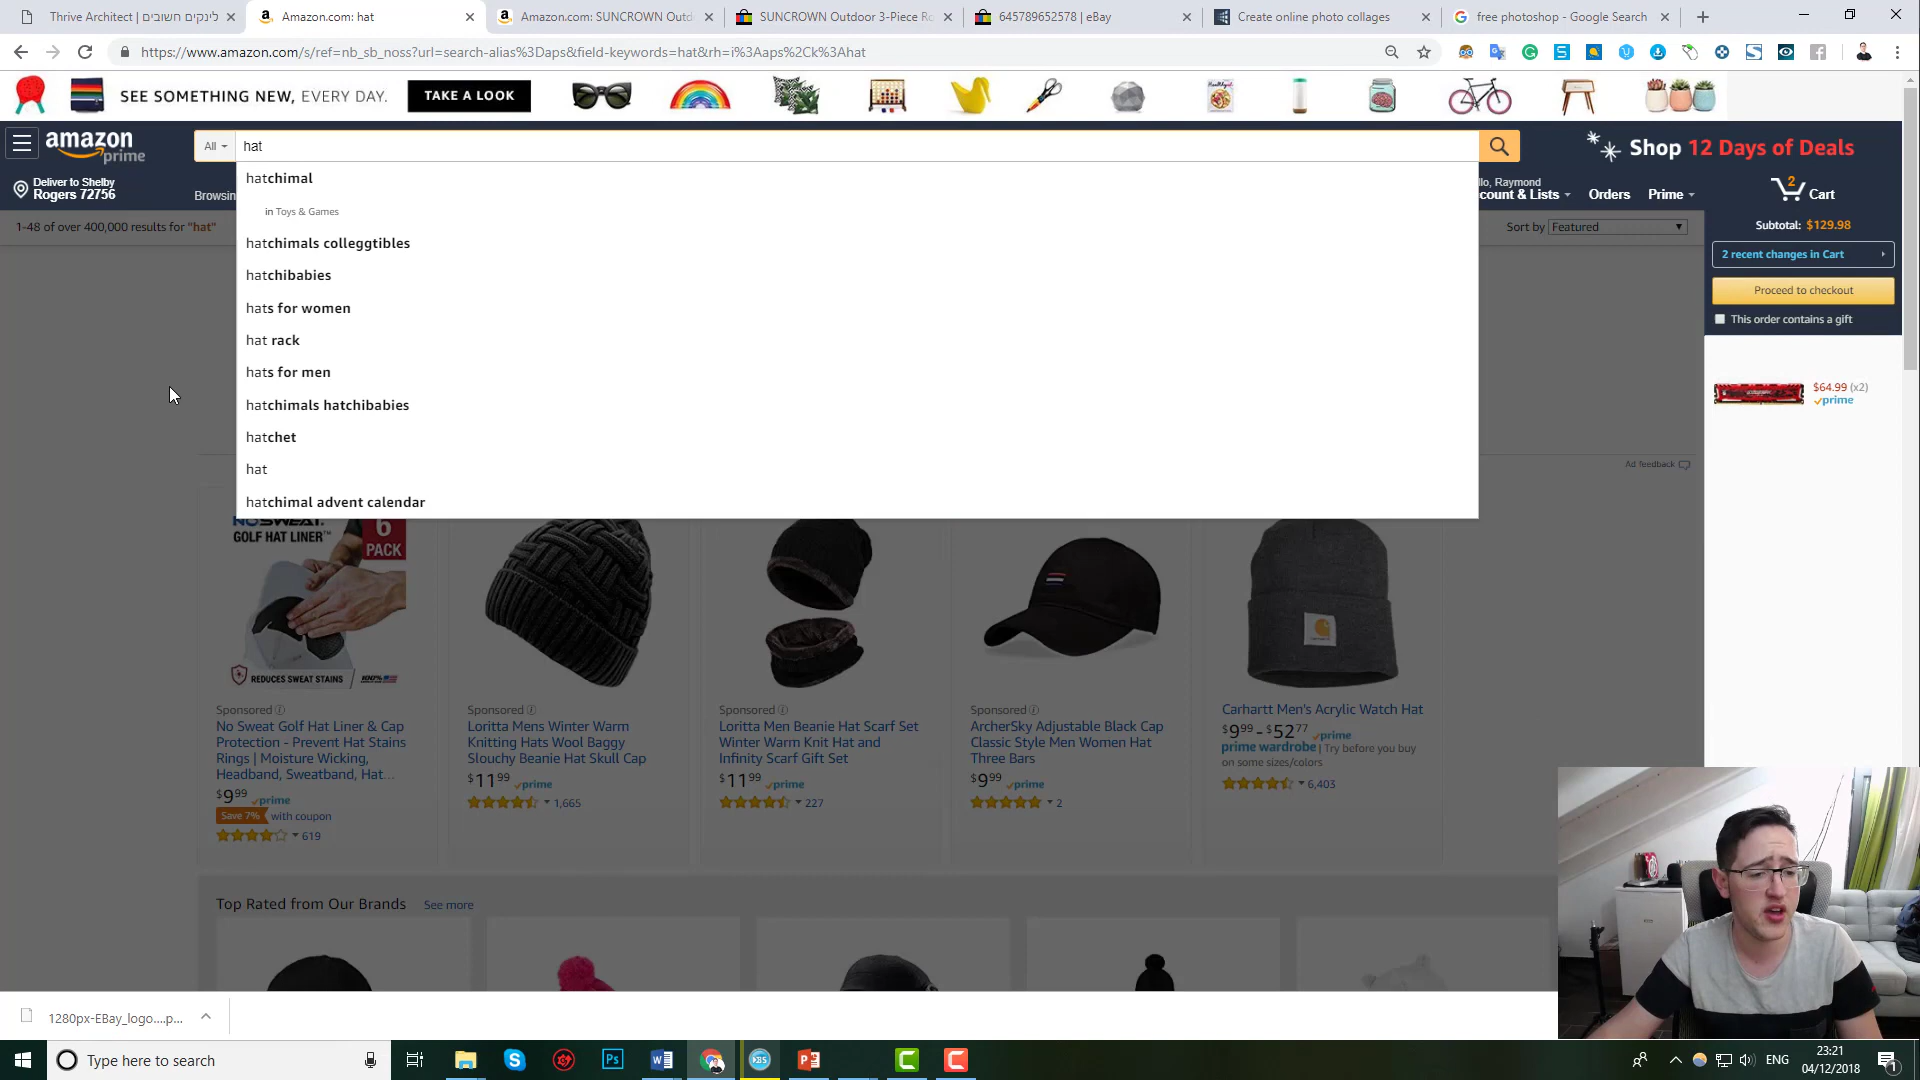 Thrive Architect | לינקים חשובים
Amazon.com: hat
Amazon.com: SUNCROWN Outd
SUNCROWN Outdoor 3-Piece Ro
645789652578 | eBay
Create online photo collages
free photoshop - Google Search
https://www.amazon.com/s/ref=nb_sb_noss?url=search-alias%3Daps&field-keywords=hat&rh=i%3Aaps%2Ck%3Ahat
SEE SOMETHING NEW, EVERY DAY.
TAKE A LOOK
amazon
prime
All
hat
Shop 12 Days of Deals
Deliver to Shelby
Rogers 72756
Browsing
llo, Raymond
count & Lists
Orders
Prime
2
Cart
1-48 of over 400,000 results for "hat"
Sort by Featured
Subtotal: $129.98
2 recent changes in Cart
Proceed to checkout
This order contains a gift
$64.99 (x2)
prime
hatchimal
in Toys & Games
hatchimals colleggtibles
hatchibabies
hats for women
hat rack
hats for men
hatchimals hatchibabies
hatchet
hat
hatchimal advent calendar
Ad feedback
NO SWEAT
GOLF HAT LINER™
6
PACK
REDUCES SWEAT STAINS
100%
Sponsored
No Sweat Golf Hat Liner & Cap
Protection - Prevent Hat Stains
Rings | Moisture Wicking,
Headband, Sweatband, Hat...
$9 99 prime
Save 7% with coupon
619
Sponsored
Loritta Mens Winter Warm
Knitting Hats Wool Baggy
Slouchy Beanie Hat Skull Cap
$11 99 prime
1,665
Sponsored
Loritta Men Beanie Hat Scarf Set
Winter Warm Knit Hat and
Infinity Scarf Gift Set
$11 99 prime
227
Sponsored
ArcherSky Adjustable Black Cap
Classic Style Men Women Hat
Three Bars
$9 99 prime
2
Carhartt Men's Acrylic Watch Hat
$9 99 - $52 77 prime
prime wardrobe | Try before you buy
on some sizes/colors
6,403
Top Rated from Our Brands
See more
1280px-EBay_logo....p...
Type here to search
ENG
23:21
04/12/2018
1